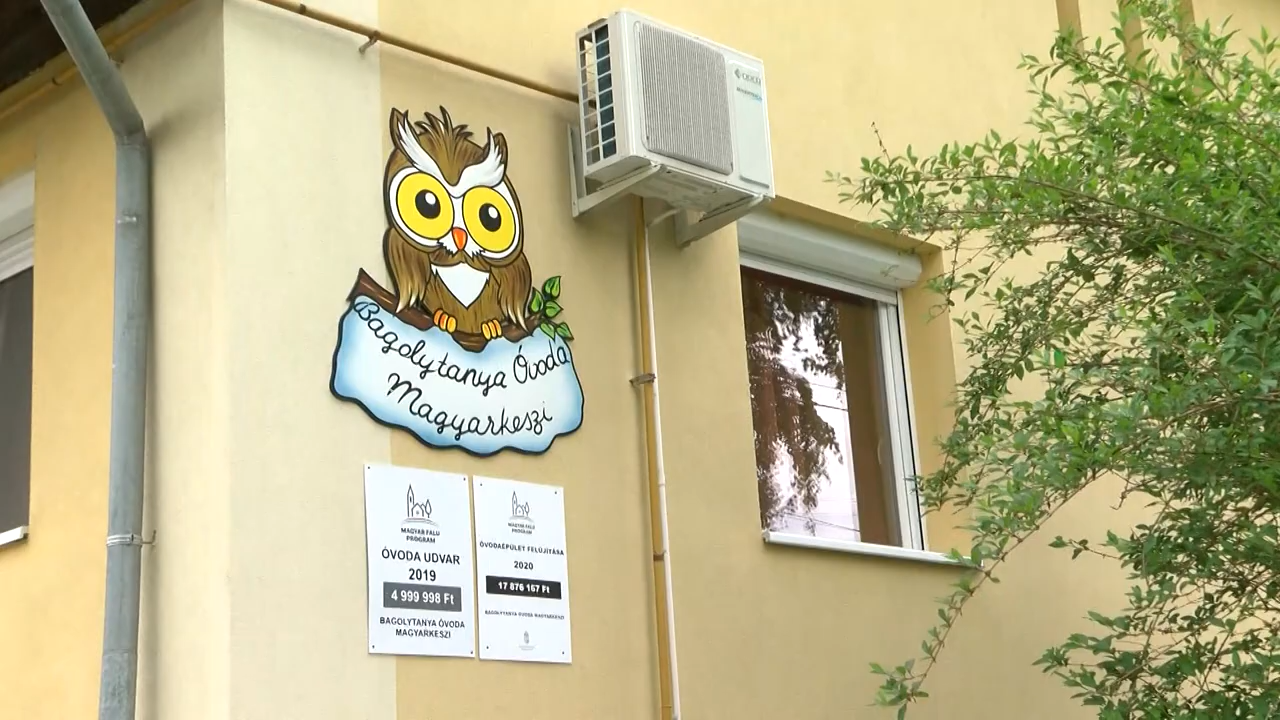 Bagolytanya Óvoda
Magyarkeszi
MAGYAR FALU
PROGRAM
ÓVODA UDVAR
2019
4 999 998 Ft
BAGOLYTANYA ÓVODA
MAGYARKESZI
MAGYAR FALU
PROGRAM
ÓVODAÉPÜLET FELÚJÍTÁSA
2020
17 876 167 Ft
BAGOLYTANYA ÓVODA MAGYARKESZI